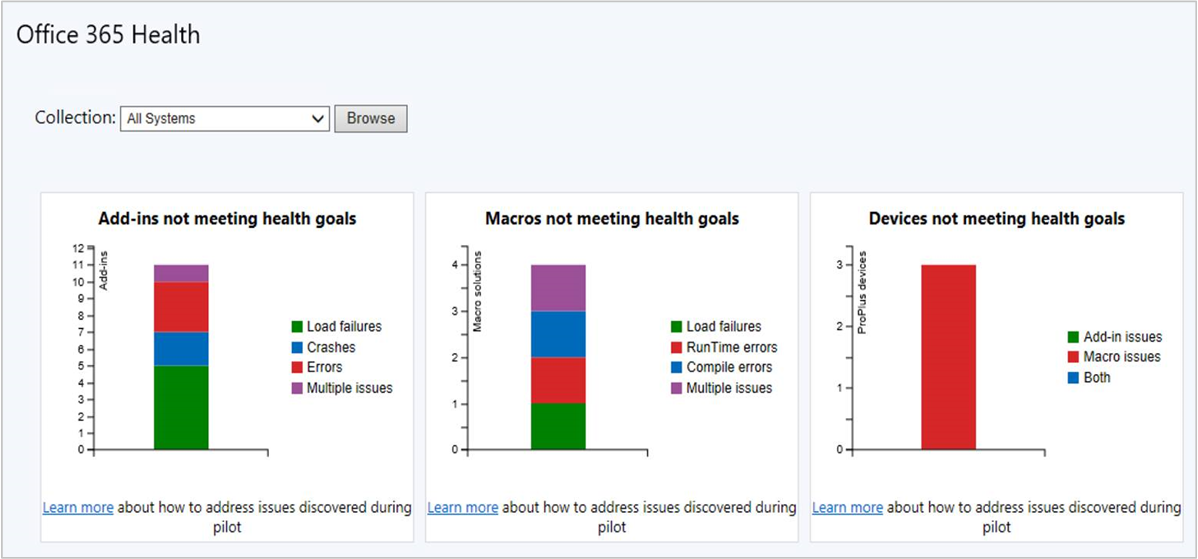 Office 365 Health
Collection: All Systems Browse
Add-ins not meeting health goals
12
11
10
9
8
7
6
5
4
3
2
1
0
Add-ins
Load failures
Crashes
Errors
Multiple issues
Learn more about how to address issues discovered during
pilot
Macros not meeting health goals
4
3
2
1
0
Macro solutions
Load failures
RunTime errors
Compile errors
Multiple issues
Learn more about how to address issues discovered during
pilot
Devices not meeting health goals
3
2
1
0
ProPlus devices
Add-in issues
Macro issues
Both
Learn more about how to address issues discovered during
pilot